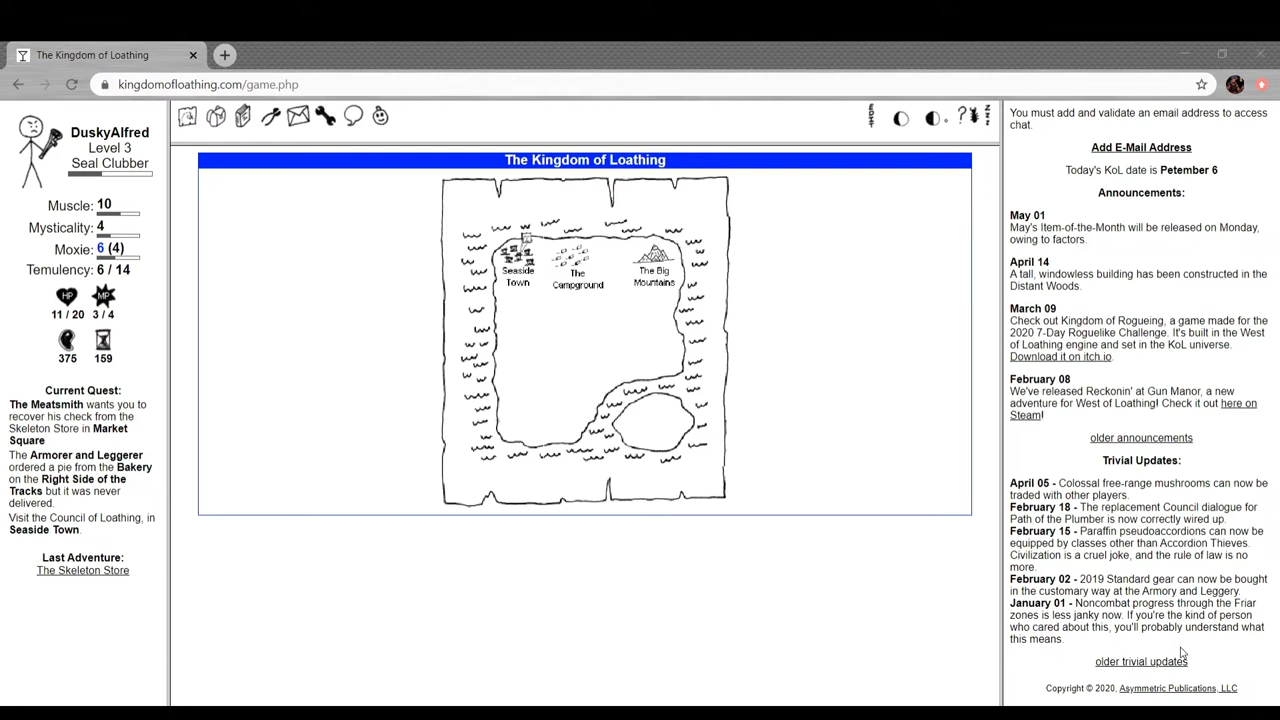 The Kingdom of Loathing
kingdomofloathing.com/game.php
DuskyAlfred
Level 3
Seal Clubber
Muscle: 10
Mysticality: 4
Moxie: 6 (4)
Temulency: 6 / 14
HP
MP
11 / 20
3 / 4
375
159
Current Quest:
The Meatsmith wants you to
recover his check from the
Skeleton Store in Market
Square
The Armorer and Leggerer
ordered a pie from the Bakery
on the Right Side of the
Tracks but it was never
delivered.
Visit the Council of Loathing, in
Seaside Town.
Last Adventure:
The Skeleton Store
The Kingdom of Loathing
Seaside
Town
The
Campground
The Big
Mountains
You must add and validate an email address to access
chat.
Add E-Mail Address
Today's KoL date is Petember 6
Announcements:
May 01
May's Item-of-the-Month will be released on Monday,
owing to factors.
April 14
A tall, windowless building has been constructed in the
Distant Woods.
March 09
Check out Kingdom of Rogueing, a game made for the
2020 7-Day Roguelike Challenge. It's built in the West
of Loathing engine and set in the KoL universe.
Download it on itch.io.
February 08
We've released Reckonin' at Gun Manor, a new
adventure for West of Loathing! Check it out here on
Steam!
older announcements
Trivial Updates:
April 05 - Colossal free-range mushrooms can now be
traded with other players.
February 18 - The replacement Council dialogue for
Path of the Plumber is now correctly wired up.
February 15 - Paraffin pseudoaccordions can now be
equipped by classes other than Accordion Thieves.
Civilization is a cruel joke, and the rule of law is no
more.
February 02 - 2019 Standard gear can now be bought
in the customary way at the Armory and Leggery.
January 01 - Noncombat progress through the Friar
zones is less janky now. If you're the kind of person
who cared about this, you'll probably understand what
this means.
older trivial updates
Copyright © 2020, Asymmetric Publications, LLC